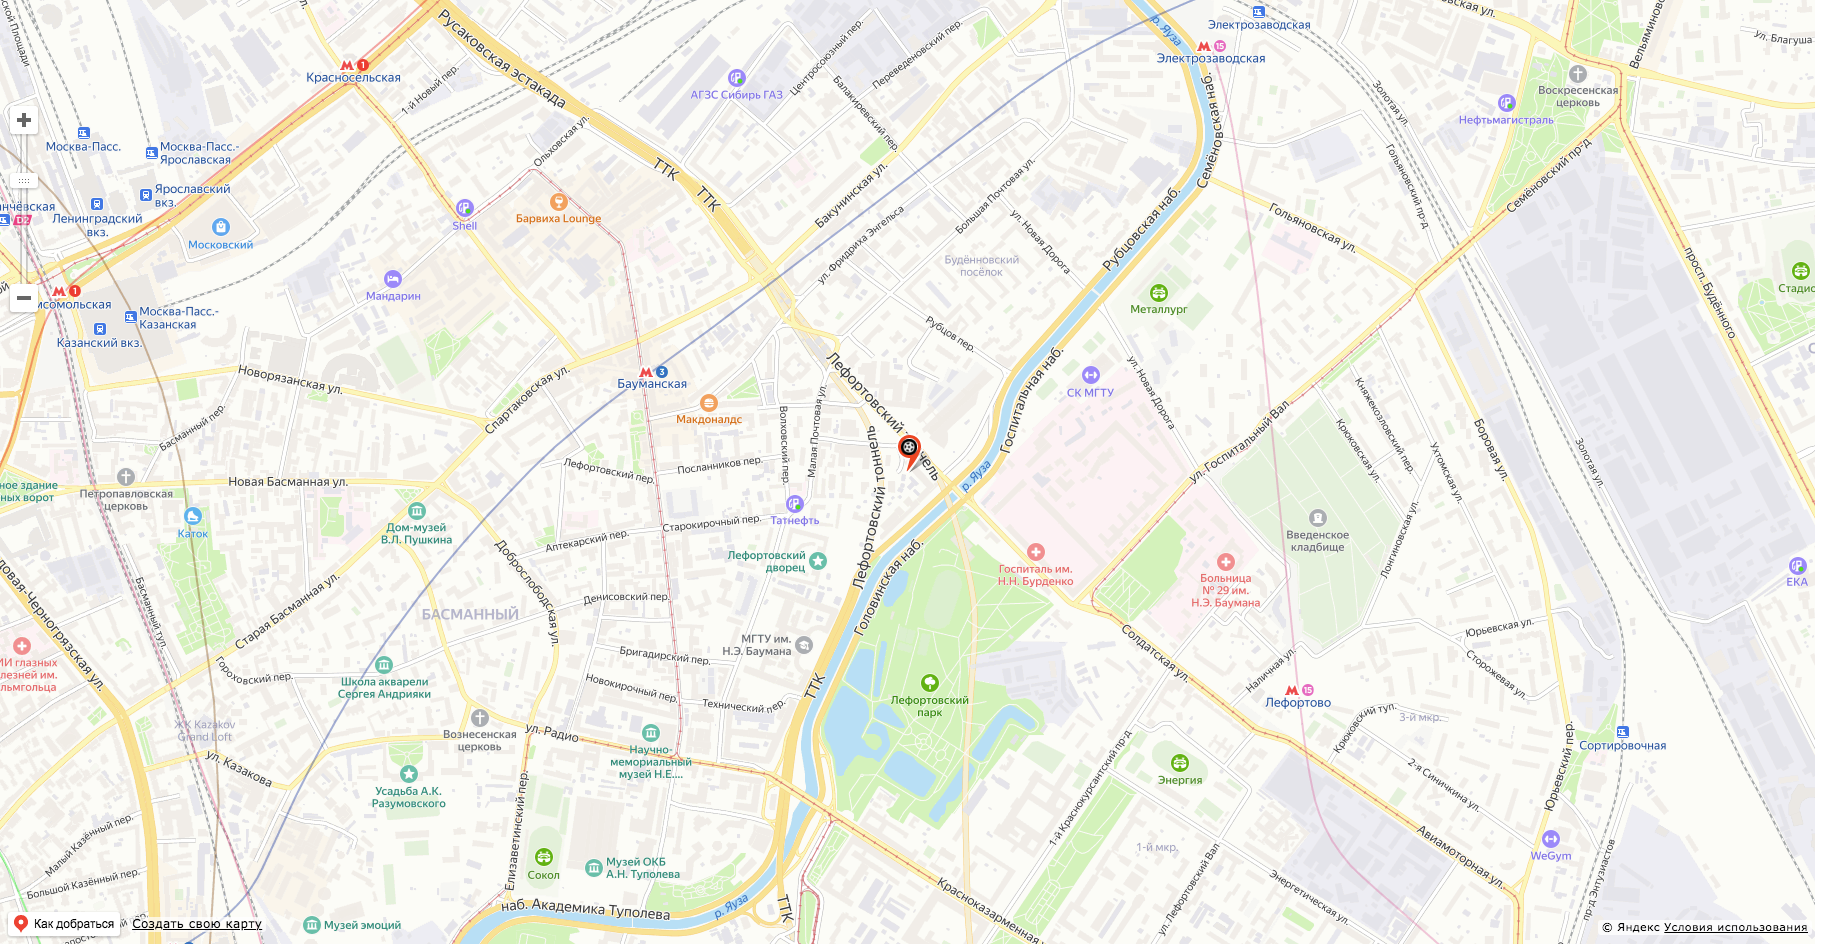 Русаковская эстакада
р. Яуза
Электрозаводская
15
Электрозаводская
Вельяминовс
ул. Благуша
1
Красносельская
1-й Новый пер.
Центросоюзный пер.
Переведеновский пер.
АГЗС Сибирь ГАЗ
Балакиревский пер.
Золотая ул.
Воскресенская
церковь
Нефтьмагистраль
Москва-Пасс.
Москва-Пасс.-
Ярославская
Ольховская ул.
ТТК
ТТК
Бакунинская ул.
Большая Почтовая ул.
Семёновская наб.
Гольяновский пр-д
Семёновский пр-д
Ярославский
вкз.
D2
Ленинградский
вкз.
Московский
Shell
Барвиха Lounge
ул. Фридриха Энгельса
ул. Новая Дорога
Рубцовская наб.
Гольяновская ул.
просп. Будённого
Будённовский
посёлок
Мандарин
1
Москва-Пасс.-
Казанская
Казанский вкз.
Металлург
Рубцов пер.
Новорязанская ул.
Спартаковская ул.
3
Бауманская
Макдоналдс
Лефортовский тоннель
Госпитальная наб.
СК МГТУ
ул. Новая Дорога
ул. Госпитальный Вал
Княжекозловский пер.
Крюковская ул.
Ухтомская ул.
Боровая ул.
Золотая ул.
Басманный пер.
Волховский пер.
Малая Почтовая ул.
Лефортовский пер.
Посланников пер.
Новая Басманная ул.
Петропавловская
церковь
Каток
Дом-музей
В.Л. Пушкина
Татнефть
Старокирочный пер.
Аптекарский пер.
Лефортовский тоннель
р. Яуза
Введенское
кладбище
Лонгиновская ул.
Лефортовский
дворец
Головинская наб.
Госпиталь им.
Н.Н. Бурденко
Больница
№ 29 им.
Н.Э. Баумана
ЕКА
Доброслободская ул.
Денисовский пер.
БАСМАННЫЙ
Старая Басманная ул.
Басманный туп.
МГТУ им.
Н.Э. Баумана
Бригадирский пер.
Солдатская ул.
Юрьевская ул.
Сторожевая ул.
Наличная ул.
Гороховский пер.
Школа акварели
Сергея Андрияки
Новокирочный пер.
Технический пер.
ТТК
Лефортовский
парк
15
Лефортово
Крюковский туп.
3-й мкр.
ЖК Kazakov
Grand Loft
Вознесенская
церковь
ул. Радио
Научно-
мемориальный
музей Н.Е....
ул. Казакова
Сортировочная
Энергия
2-я Синичкина ул.
Юрьевский пер.
Усадьба А.К.
Разумовского
Елизаветинский пер.
1-й Краснокурсантский пр-д
1-й мкр.
Авиамоторная ул.
WeGym
Малый Казённый пер.
Большой Казённый пер.
Сокол
Музей ОКБ
А.Н. Туполева
ул. Лефортовский Вал
Энергетическая ул.
пр-д Энтузиастов
Красноказарменная
наб. Академика Туполева
р. Яуза
ТТК
Музей эмоций
Как добраться
Создать свою карту
© Яндекс Условия использования